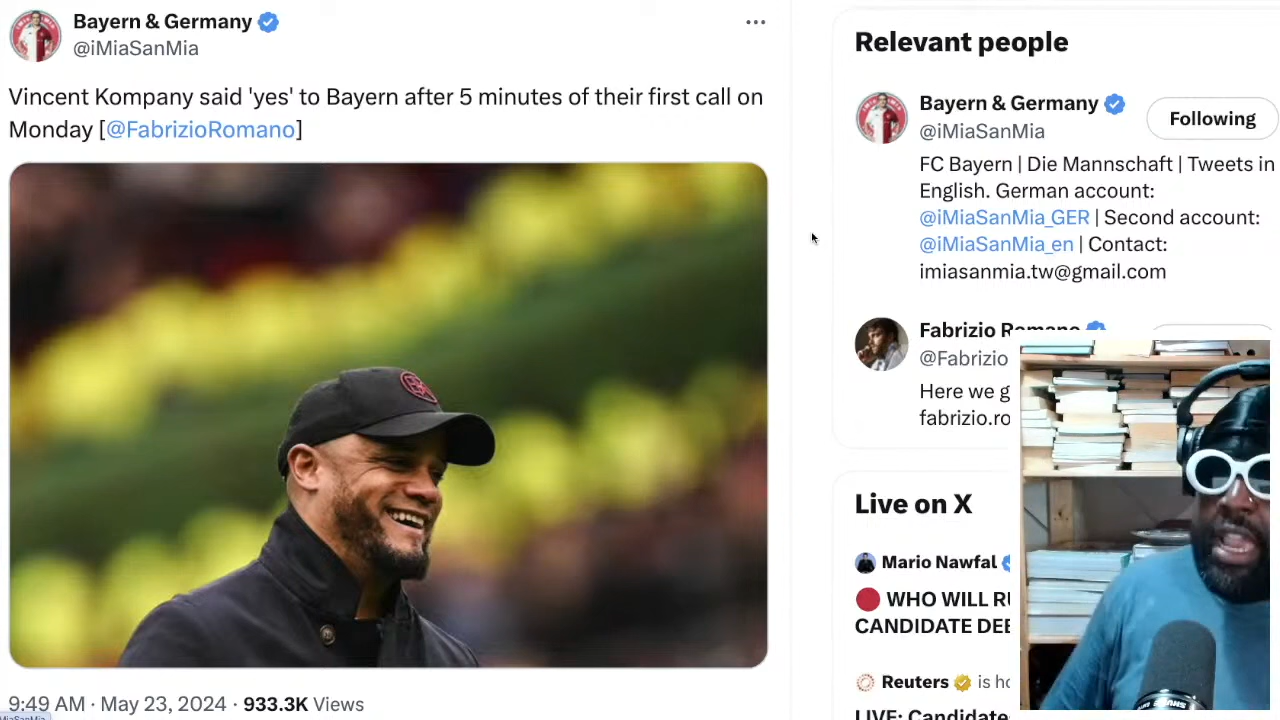 Bayern & Germany
@iMiaSanMia
Vincent Kompany said 'yes' to Bayern after 5 minutes of their first call on
Monday [@FabrizioRomano]
9:49 AM · May 23, 2024 · 933.3K Views
Relevant people
Bayern & Germany
@iMiaSanMia
Following
FC Bayern | Die Mannschaft | Tweets in
English. German account:
@iMiaSanMia_GER | Second account:
@iMiaSanMia_en | Contact:
imiasanmia.tw@gmail.com
Fabrizio Romano
@Fabrizio
Here we g
fabrizio.ro
Live on X
Mario Nawfal
WHO WILL RU
CANDIDATE DEE
Reuters is ho
LIVE: Candidate